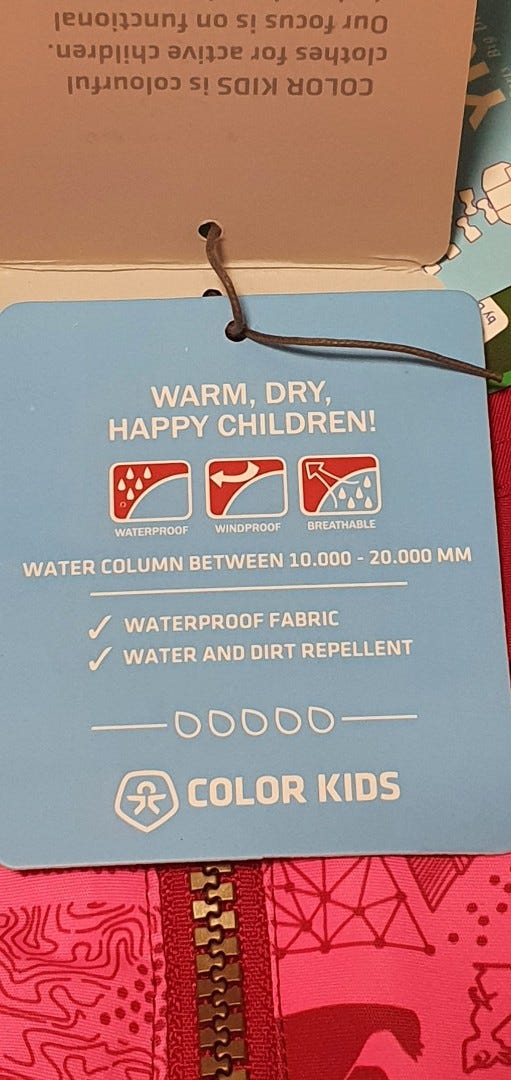 COLOR KIDS is colourful
clothes for active children.
Our focus is on functional
WARM, DRY,
HAPPY CHILDREN!
WATERPROOF
WINDPROOF
BREATHABLE
WATER COLUMN BETWEEN 10.000 - 20.000 MM
✓ WATERPROOF FABRIC
✓ WATER AND DIRT REPELLENT
COLOR KIDS
by